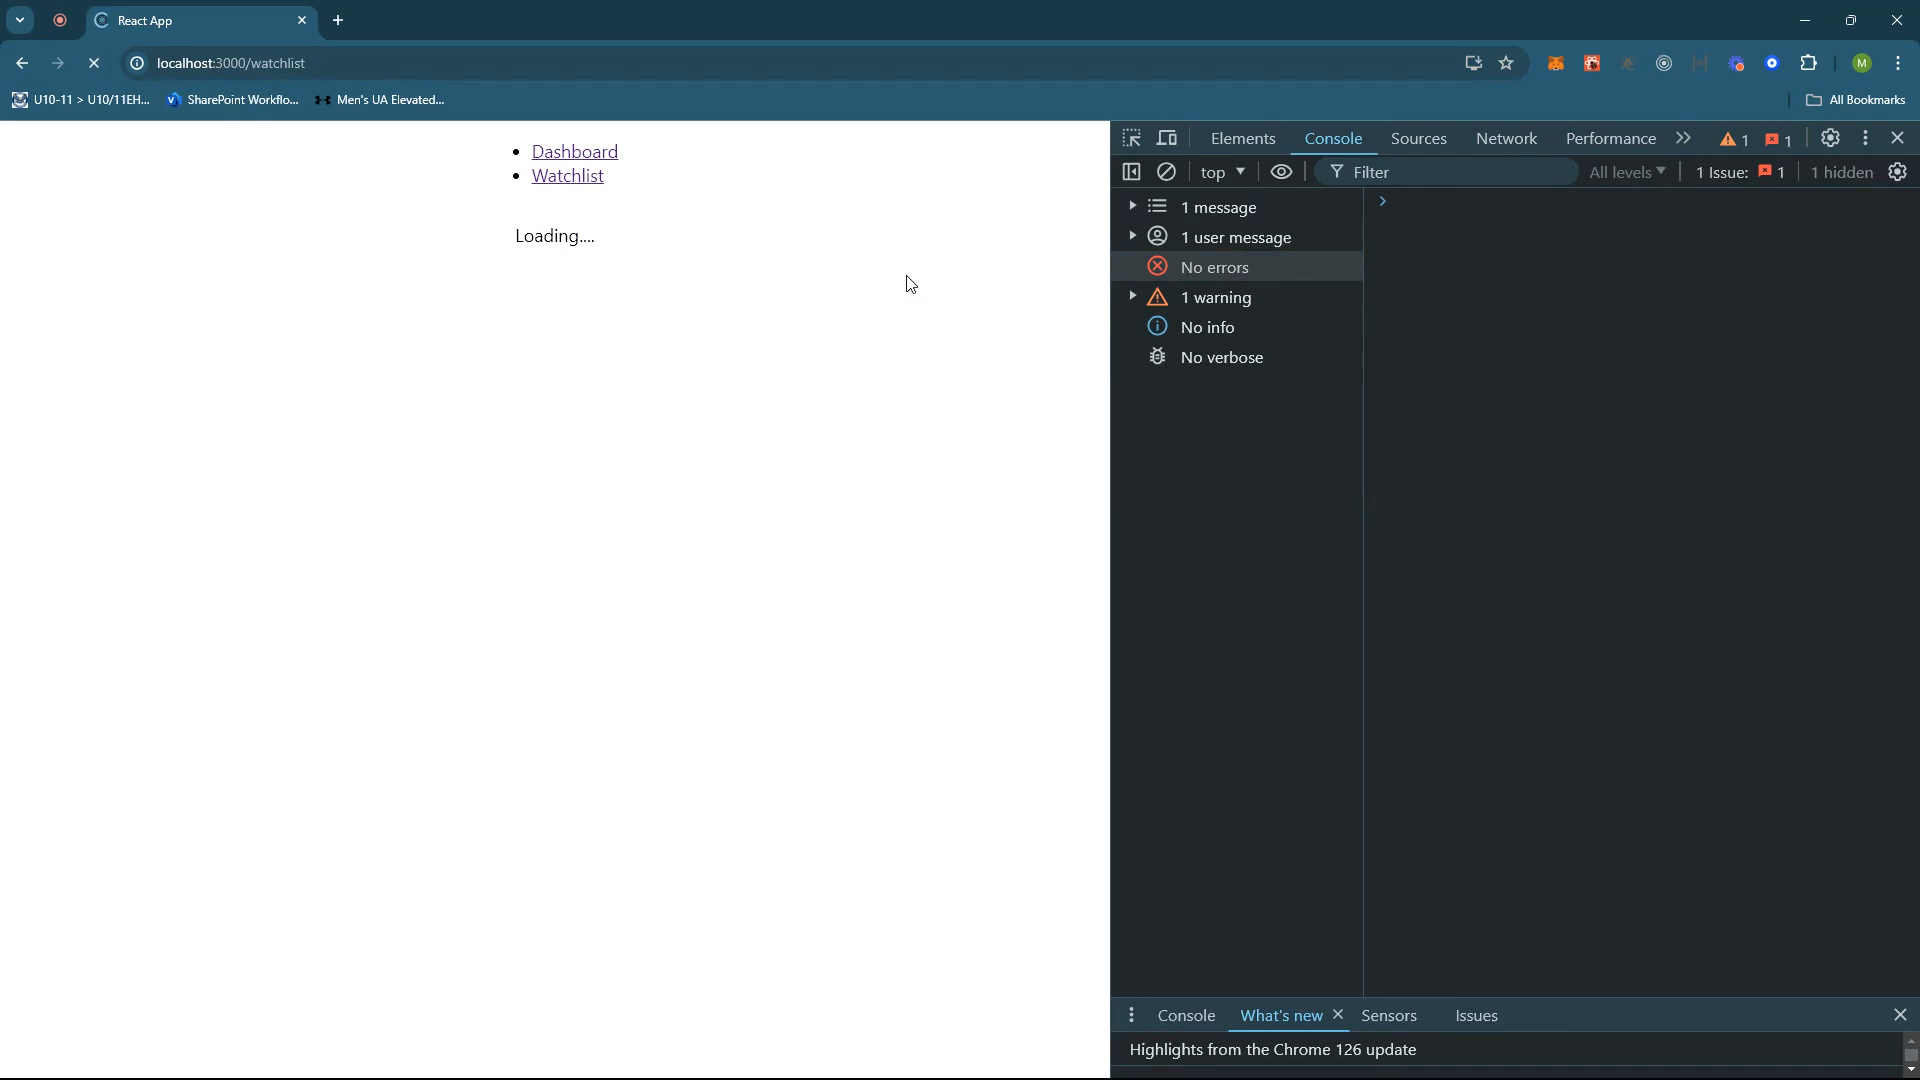 React App
localhost:3000/watchlist
M
U10-11 > U10/11EH...
SharePoint Workflo...
Men's UA Elevated...
All Bookmarks
Dashboard
Watchlist
Loading....
Elements
Console
Sources
Network
Performance
1
1
top
Filter
All levels
1 Issue:
1
1 hidden
1 message
1 user message
No errors
1 warning
No info
No verbose
Console
What's new
Sensors
Issues
Highlights from the Chrome 126 update